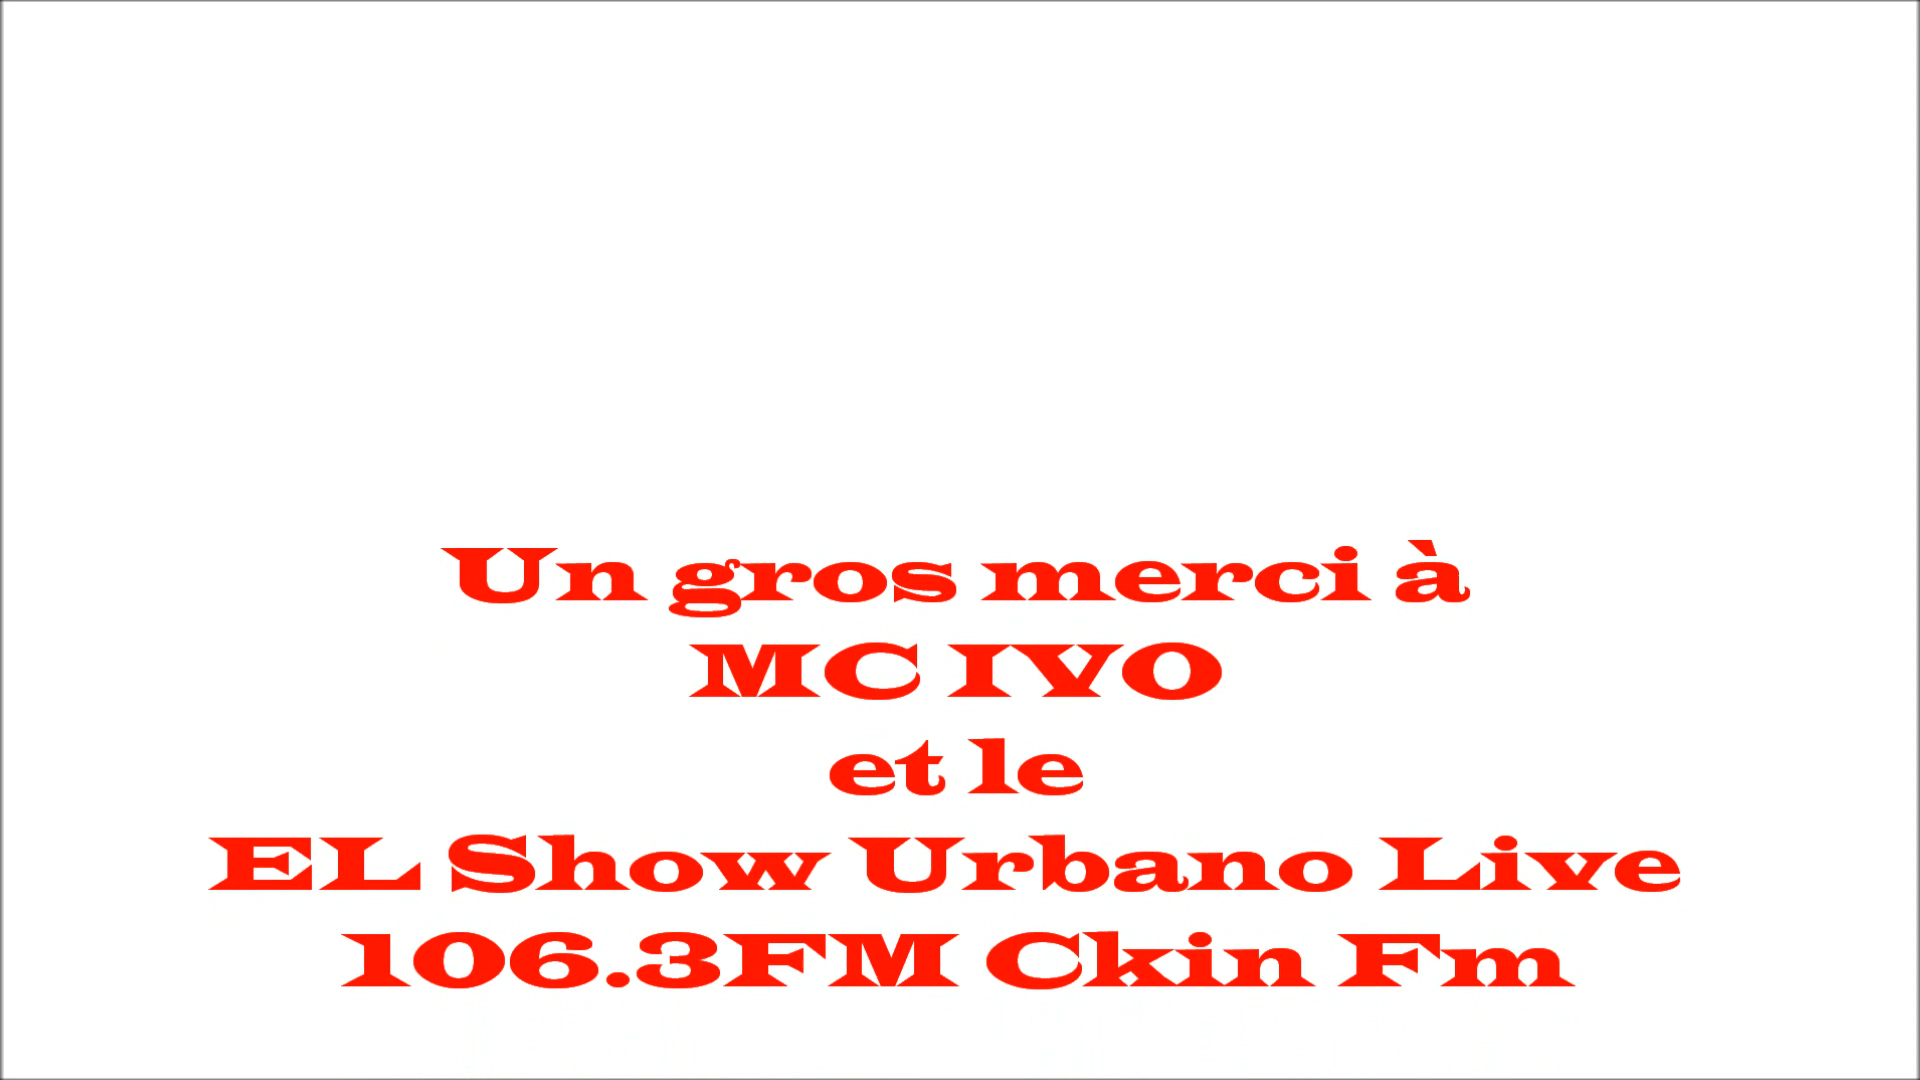 Un gros merci à
MC IVO
et le
EL Show Urbano Live
106.3FM Ckin Fm